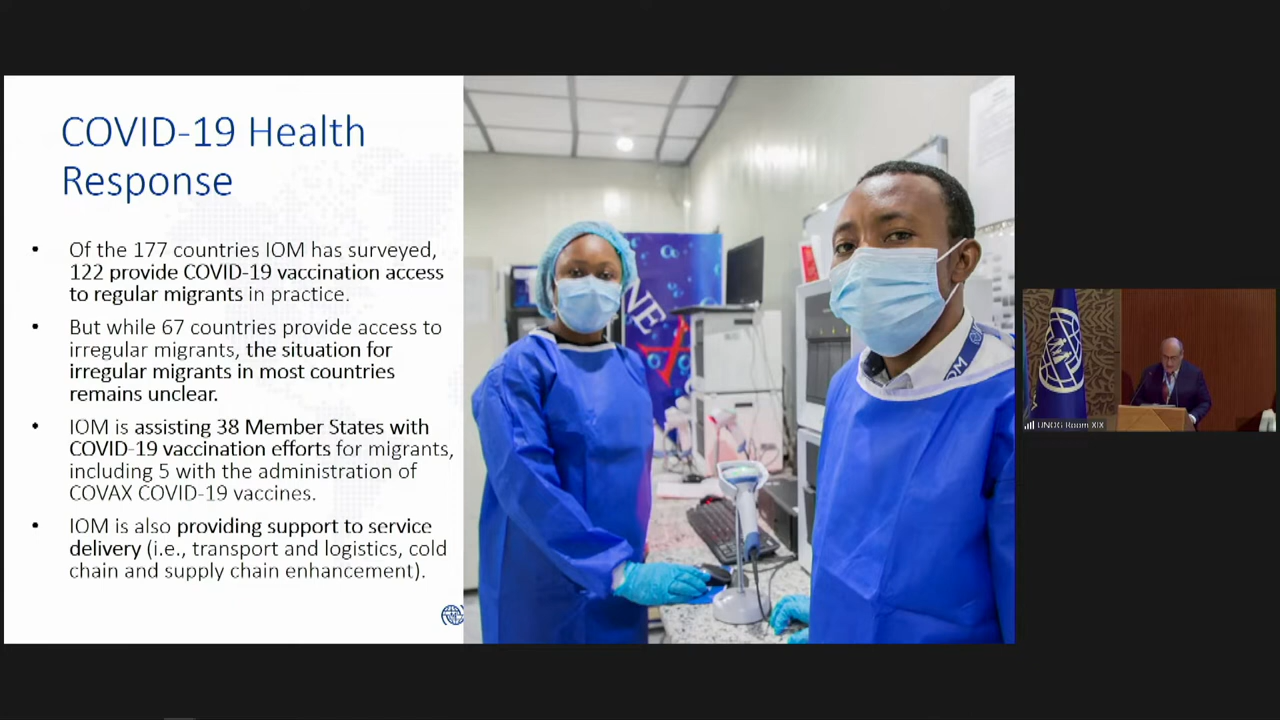 COVID-19 Health
Response
• Of the 177 countries IOM has surveyed,
122 provide COVID-19 vaccination access
to regular migrants in practice.
• But while 67 countries provide access to
irregular migrants, the situation for
irregular migrants in most countries
remains unclear.
• IOM is assisting 38 Member States with
COVID-19 vaccination efforts for migrants,
including 5 with the administration of
COVAX COVID-19 vaccines.
• IOM is also providing support to service
delivery (i.e., transport and logistics, cold
chain and supply chain enhancement).
NE
OM
UNOG Room XIX